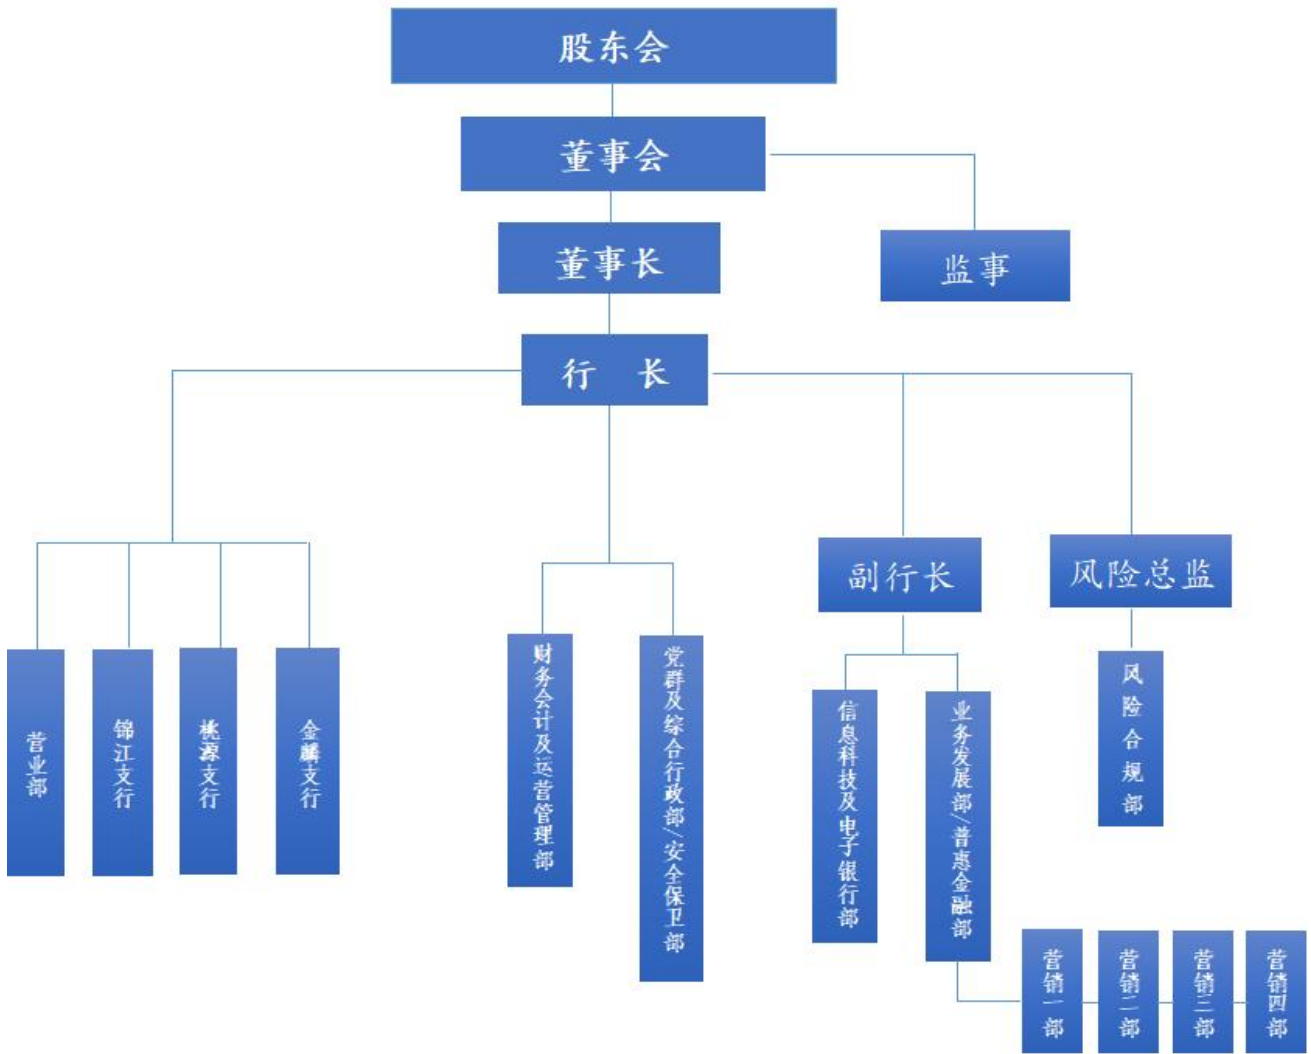 股东会
董事会
董事长
监事
行 长
副行长
风险总监
营业部
锦江支行
桃源支行
金麟支行
财务会计及运营管理部
党群及综合行政部/安全保卫部
信息科技及电子银行部
业务发展部/普惠金融部
风险合规部
营销一部
营销二部
营销三部
营销四部